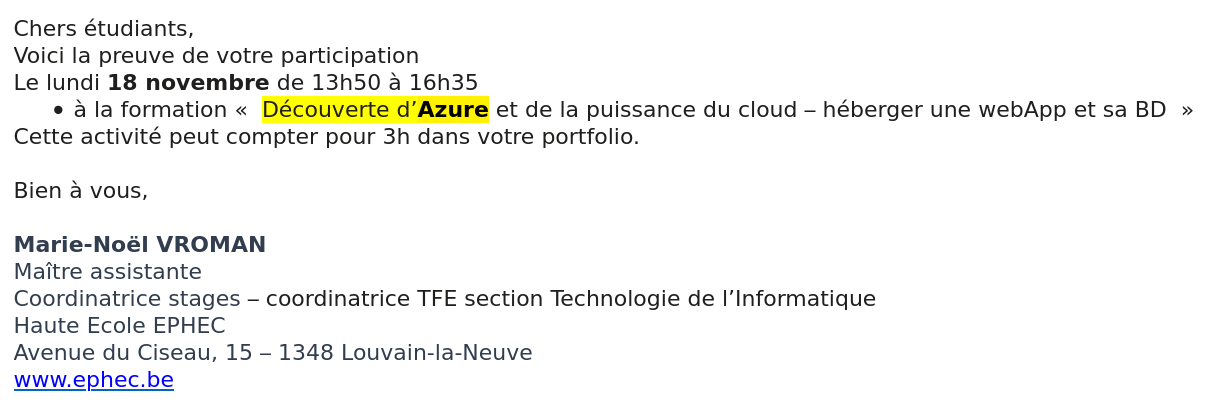 Chers étudiants,
Voici la preuve de votre participation
Le lundi 18 novembre de 13h50 à 16h35
• à la formation «  Découverte d’Azure et de la puissance du cloud – héberger une webApp et sa BD  »
Cette activité peut compter pour 3h dans votre portfolio.
Bien à vous,
Marie-Noël VROMAN
Maître assistante
Coordinatrice stages – coordinatrice TFE section Technologie de l’Informatique
Haute Ecole EPHEC
Avenue du Ciseau, 15 – 1348 Louvain-la-Neuve
www.ephec.be